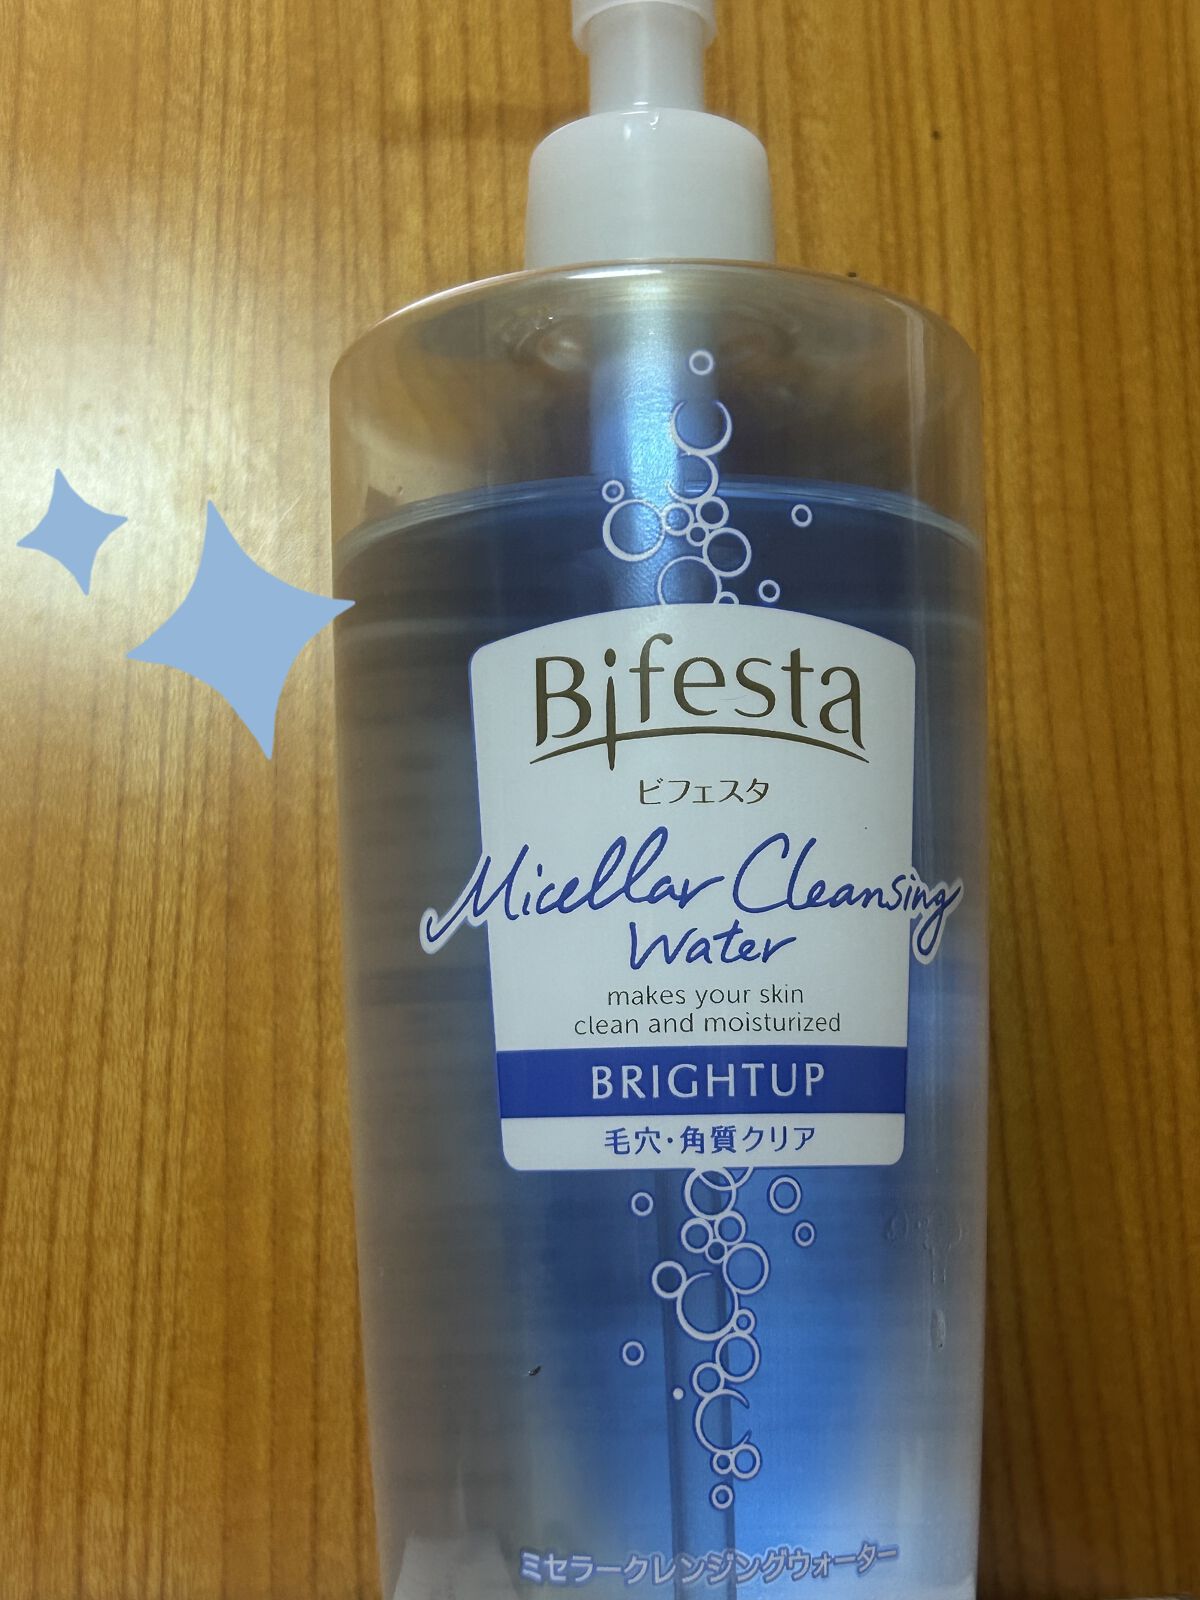 Bifesta
ビフェスタ
Micellar Cleansing
Water
makes your skin
clean and moisturized
BRIGHTUP
毛穴・角質クリア
ミセラークレンジングウォーター